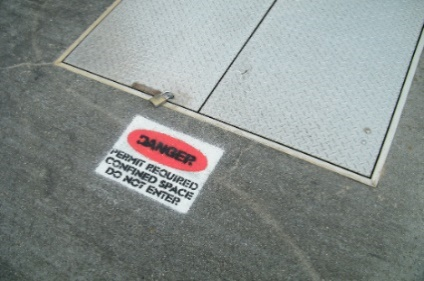 DANGER
PERMIT REQUIRED
CONFINED SPACE
DO NOT ENTER